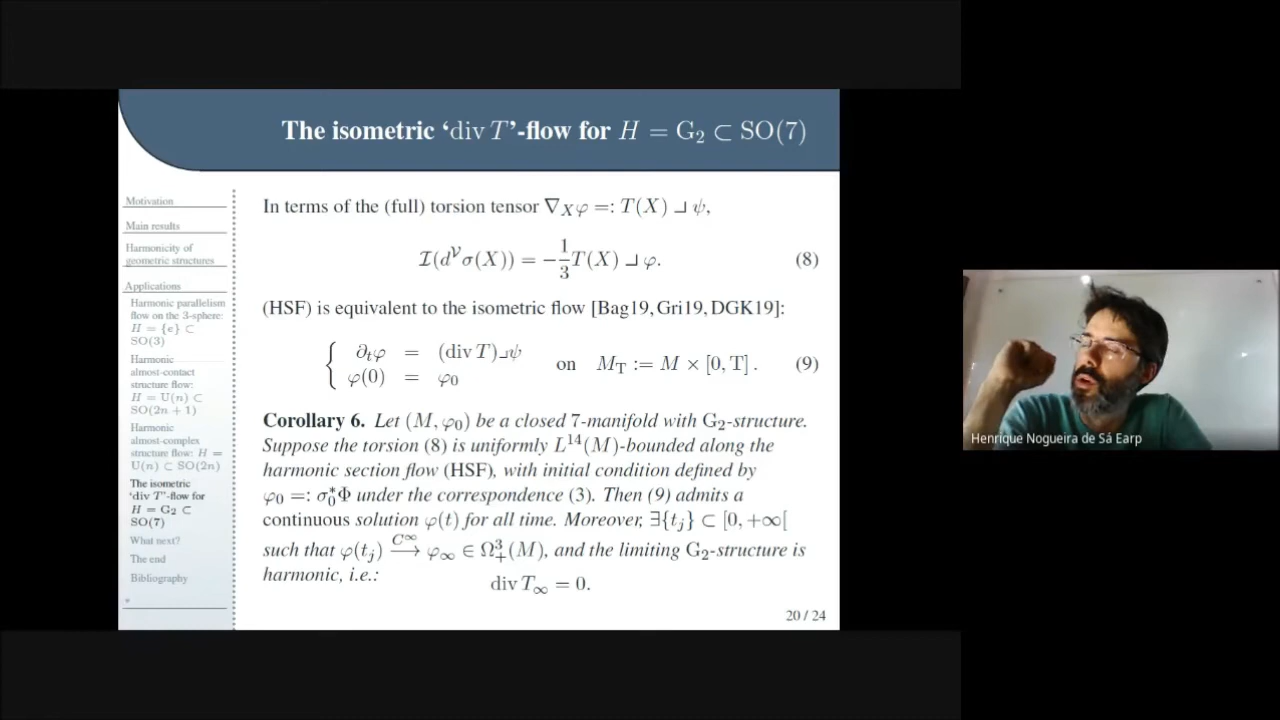 The isometric ‘div T’-flow for H = G₂ ⊂ SO(7)
Motivation
Main results
Harmonicity of
geometric structures
Applications
Harmonic parallelism
flow on the 3-sphere:
H = {e} ⊂
SO(3)
Harmonic
almost-contact
structure flow:
H = U(n) ⊂
SO(2n + 1)
Harmonic
almost-complex
structure flow: H =
U(n) ⊂ SO(2n)
The isometric
‘div T’-flow for
H = G₂ ⊂
SO(7)
What next?
The end
Bibliography
In terms of the (full) torsion tensor ∇_X φ =: T(X) ⌟ ψ,
I(d^V σ(X)) = −1/3 T(X) ⌟ φ. (8)
(HSF) is equivalent to the isometric flow [Bag19, Gri19, DGK19]:
{ ∂_t φ = (div T)⌟ψ
φ(0) = φ₀ on M_T := M × [0, T] . (9)
Corollary 6. Let (M, φ₀) be a closed 7-manifold with G₂-structure.
Suppose the torsion (8) is uniformly L¹⁴(M)-bounded along the
harmonic section flow (HSF), with initial condition defined by
φ₀ =: σ₀*Φ under the correspondence (3). Then (9) admits a
continuous solution φ(t) for all time. Moreover, ∃{t_j} ⊂ [0, +∞[
such that φ(t_j) —C^∞→ φ_∞ ∈ Ω³₊(M), and the limiting G₂-structure is
harmonic, i.e.:
div T_∞ = 0.
20 / 24
Henrique Nogueira de Sá Earp